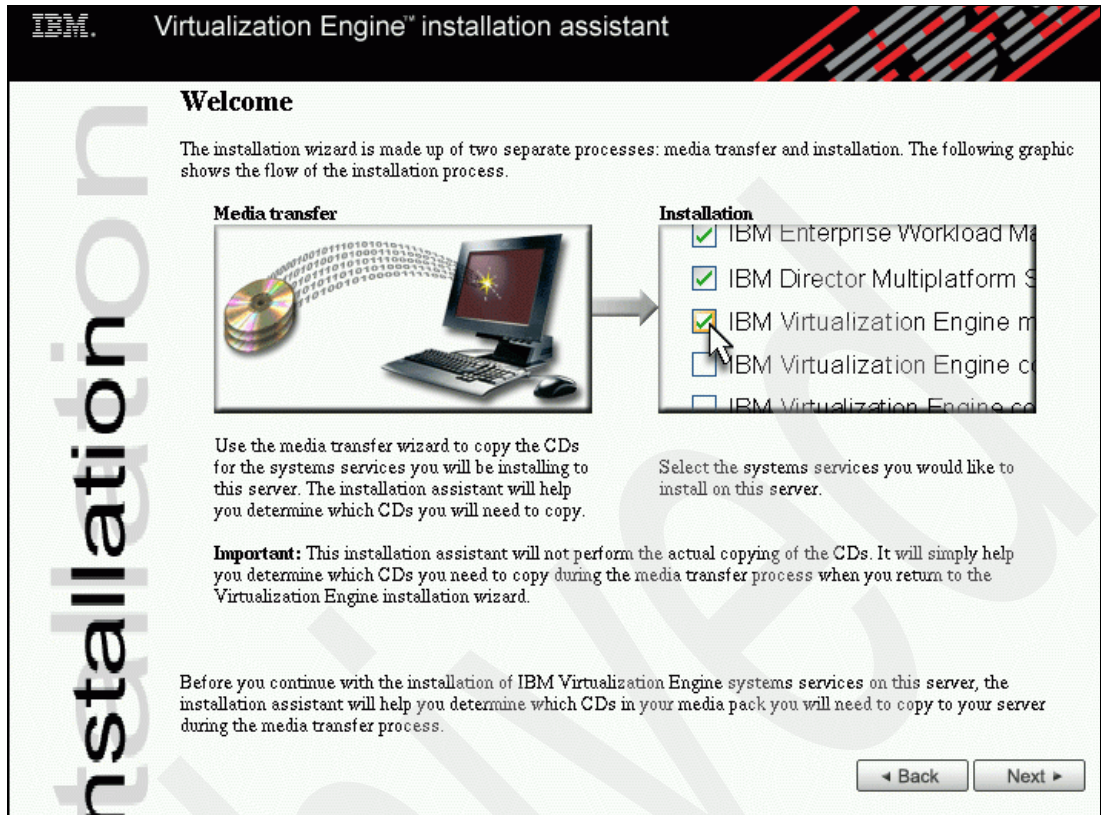 IBM.
Virtualization Engine™ installation assistant
Welcome
The installation wizard is made up of two separate processes: media transfer and installation. The following graphic
shows the flow of the installation process.
Media transfer
Installation
IBM Enterprise Workload Ma
IBM Director Multiplatform S
IBM Virtualization Engine m
IBM Virtualization Engine co
IBM Virtualization Engine co
Use the media transfer wizard to copy the CDs
for the systems services you will be installing to
this server. The installation assistant will help
you determine which CDs you will need to copy.
Select the systems services you would like to
install on this server.
Important: This installation assistant will not perform the actual copying of the CDs. It will simply help
you determine which CDs you need to copy during the media transfer process when you return to the
Virtualization Engine installation wizard.
Before you continue with the installation of IBM Virtualization Engine systems services on this server, the
installation assistant will help you determine which CDs in your media pack you will need to copy to your server
during the media transfer process.
Back
Next
nstallation